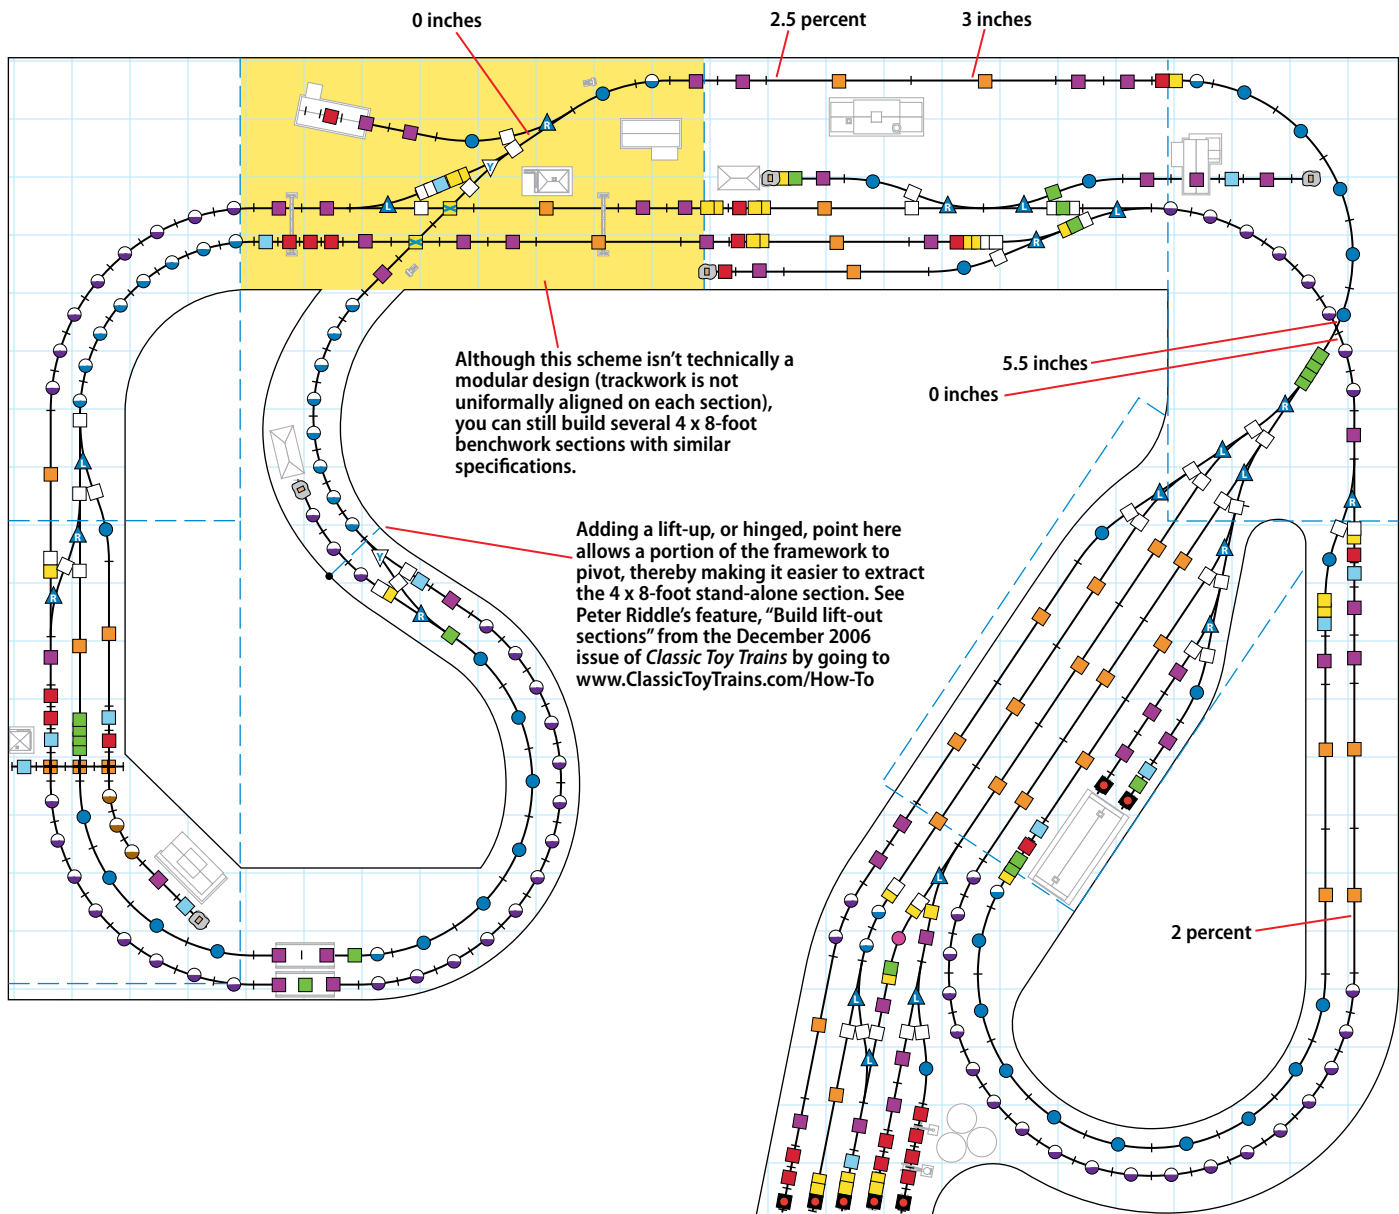 0 inches
2.5 percent
3 inches
R
Y
L
L
L
L
R
Although this scheme isn't technically a
modular design (trackwork is not
uniformally aligned on each section),
you can still build several 4 x 8-foot
benchwork sections with similar
specifications.
5.5 inches
0 inches
R
L
L
L
L
R
R
R
L
R
R
Adding a lift-up, or hinged, point here
allows a portion of the framework to
pivot, thereby making it easier to extract
the 4 x 8-foot stand-alone section. See
Peter Riddle's feature, “Build lift-out
sections” from the December 2006
issue of Classic Toy Trains by going to
www.ClassicToyTrains.com/How-To
Y
R
L
2 percent
L
L
L